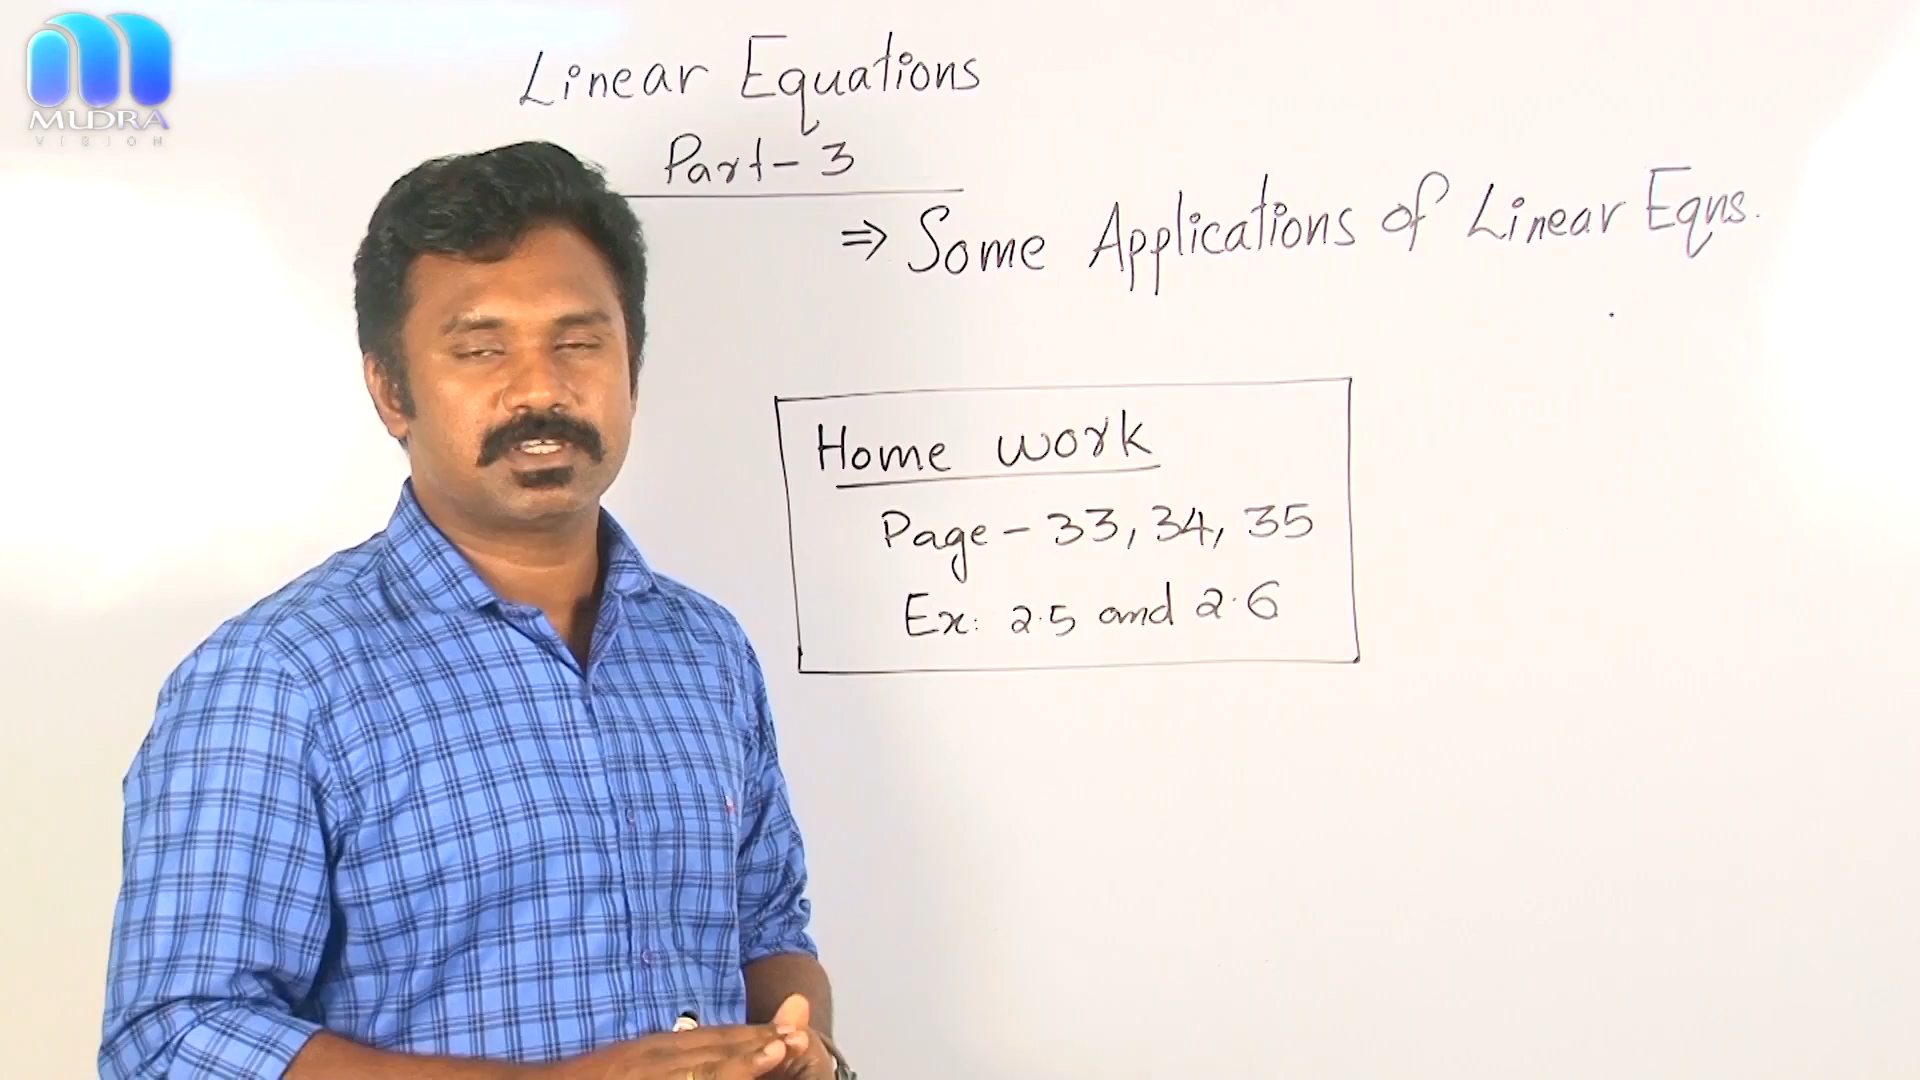 MUDRA
VISION
Linear Equations
Part-3
⇒ Some Applications of Linear Eqns.
Home work
Page - 33, 34, 35
Ex: 2.5 and 2.6